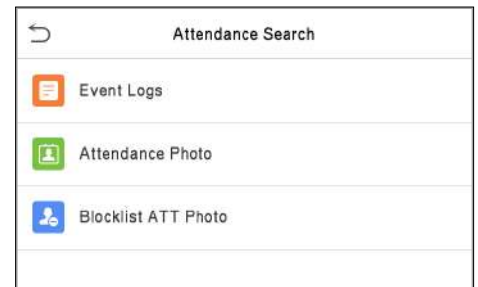 Attendance Search
Event Logs
Attendance Photo
Blocklist ATT Photo